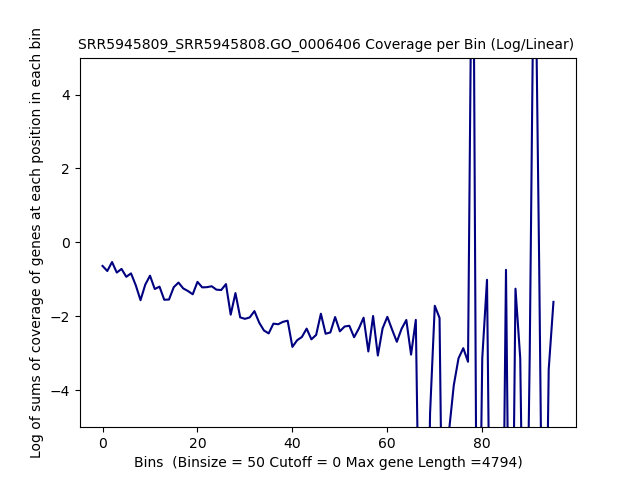 SRR5945809_SRR5945808.GO_0006406 Coverage per Bin (Log/Linear)
Log of sums of coverage of genes at each position in each bin
4
2
0
−2
−4
0 20 40 60 80
Bins  (Binsize = 50 Cutoff = 0 Max gene Length =4794)